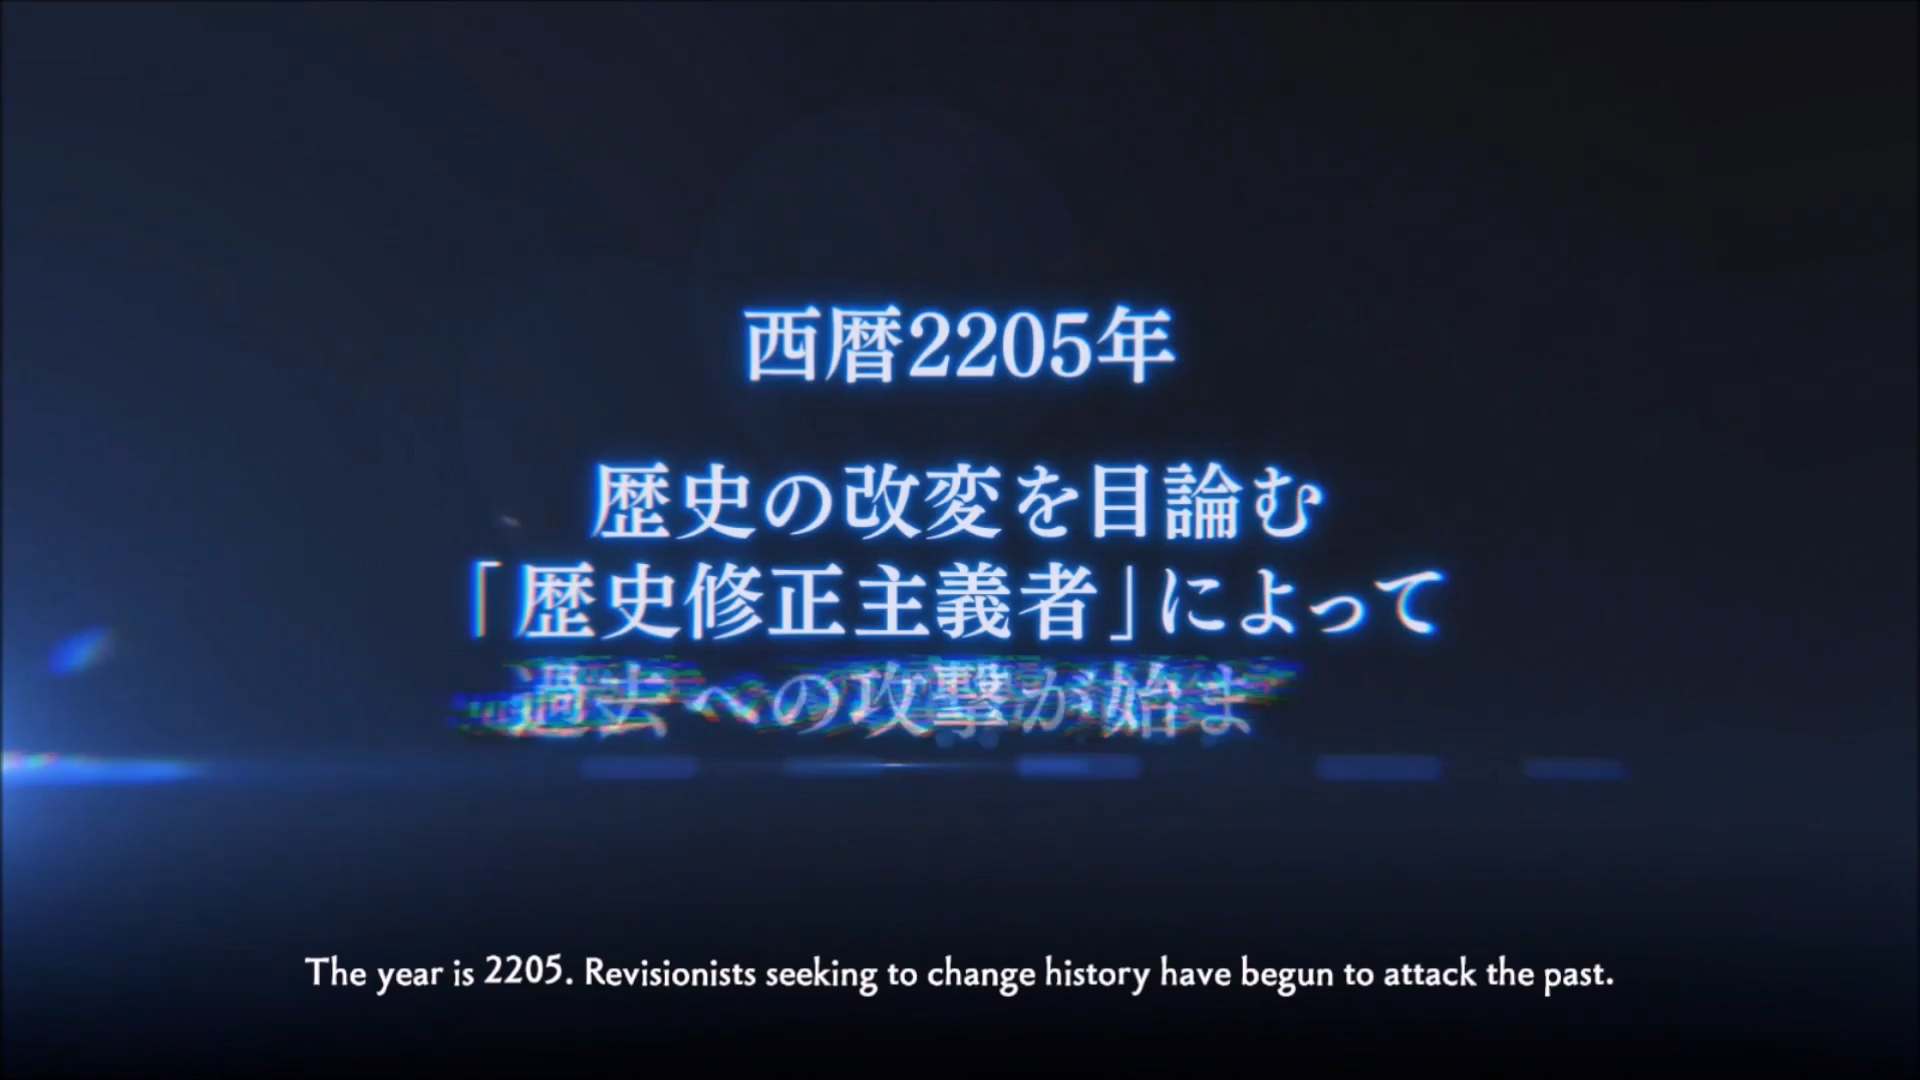 西暦2205年
歴史の改変を目論む
「歴史修正主義者」によって
過去への攻撃が始ま
The year is 2205. Revisionists seeking to change history have begun to attack the past.